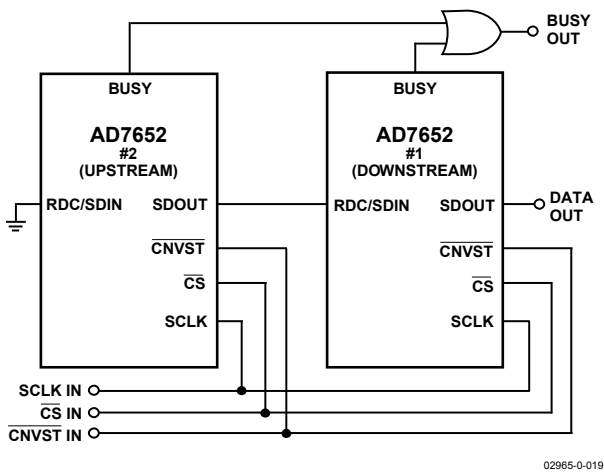 BUSY
OUT
BUSY
BUSY
AD7652
#2
(UPSTREAM)
AD7652
#1
(DOWNSTREAM)
RDC/SDIN SDOUT
RDC/SDIN SDOUT
DATA
OUT
CNVST
CNVST
CS
CS
SCLK
SCLK
SCLK IN
CS IN
CNVST IN
02965-0-019